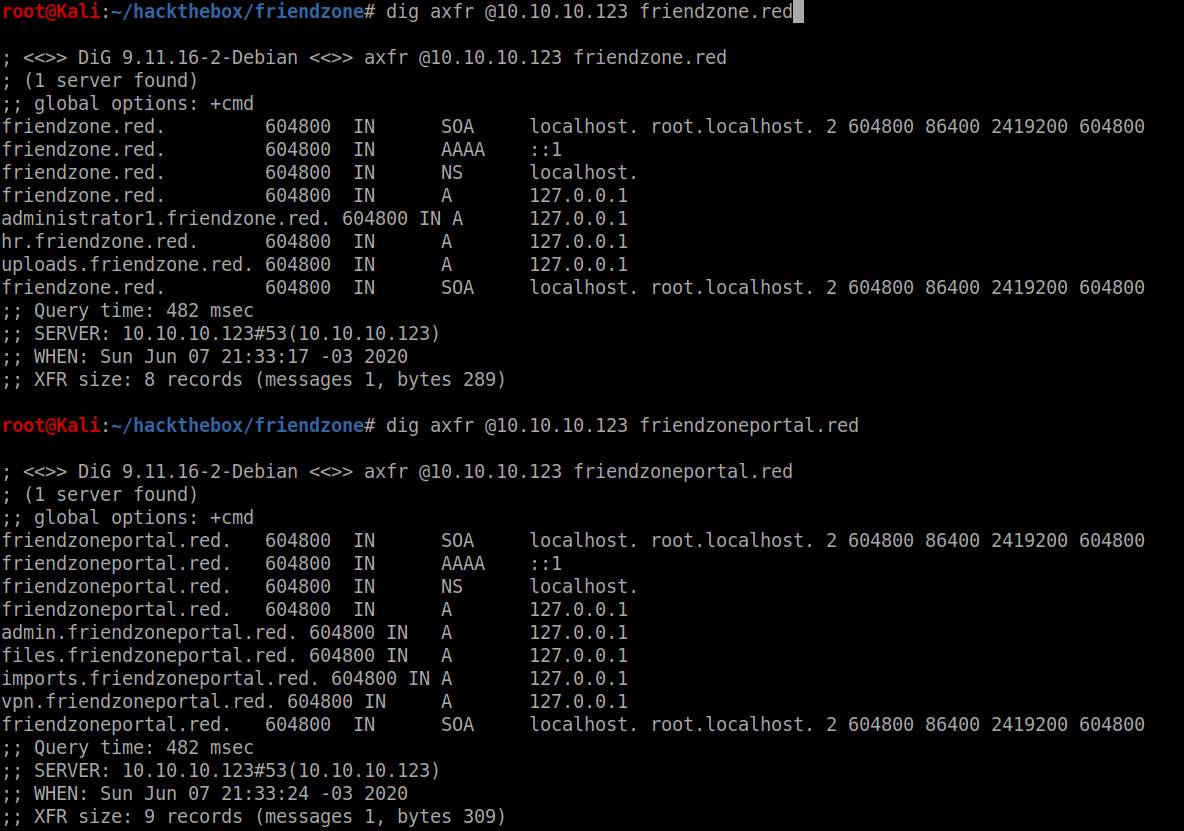 root@Kali:~/hackthebox/friendzone# dig axfr @10.10.10.123 friendzone.red
; <<>> DiG 9.11.16-2-Debian <<>> axfr @10.10.10.123 friendzone.red
; (1 server found)
;; global options: +cmd
friendzone.red.         604800  IN      SOA     localhost. root.localhost. 2 604800 86400 2419200 604800
friendzone.red.         604800  IN      AAAA    ::1
friendzone.red.         604800  IN      NS      localhost.
friendzone.red.         604800  IN      A       127.0.0.1
administrator1.friendzone.red. 604800 IN A      127.0.0.1
hr.friendzone.red.      604800  IN      A       127.0.0.1
uploads.friendzone.red. 604800  IN      A       127.0.0.1
friendzone.red.         604800  IN      SOA     localhost. root.localhost. 2 604800 86400 2419200 604800
;; Query time: 482 msec
;; SERVER: 10.10.10.123#53(10.10.10.123)
;; WHEN: Sun Jun 07 21:33:17 -03 2020
;; XFR size: 8 records (messages 1, bytes 289)
root@Kali:~/hackthebox/friendzone# dig axfr @10.10.10.123 friendzoneportal.red
; <<>> DiG 9.11.16-2-Debian <<>> axfr @10.10.10.123 friendzoneportal.red
; (1 server found)
;; global options: +cmd
friendzoneportal.red.   604800  IN      SOA     localhost. root.localhost. 2 604800 86400 2419200 604800
friendzoneportal.red.   604800  IN      AAAA    ::1
friendzoneportal.red.   604800  IN      NS      localhost.
friendzoneportal.red.   604800  IN      A       127.0.0.1
admin.friendzoneportal.red. 604800 IN   A       127.0.0.1
files.friendzoneportal.red. 604800 IN   A       127.0.0.1
imports.friendzoneportal.red. 604800 IN A       127.0.0.1
vpn.friendzoneportal.red. 604800 IN     A       127.0.0.1
friendzoneportal.red.   604800  IN      SOA     localhost. root.localhost. 2 604800 86400 2419200 604800
;; Query time: 482 msec
;; SERVER: 10.10.10.123#53(10.10.10.123)
;; WHEN: Sun Jun 07 21:33:24 -03 2020
;; XFR size: 9 records (messages 1, bytes 309)